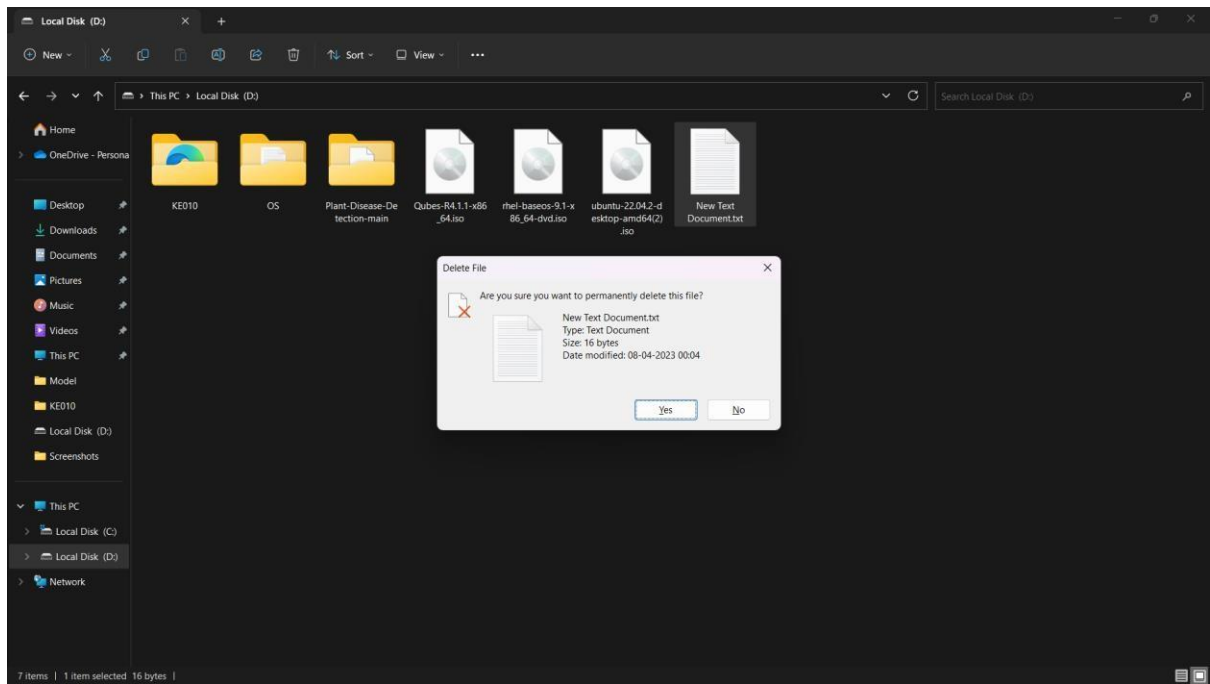 Local Disk (D:)
New Sort View
This PC > Local Disk (D:)
Search Local Disk (D:)
Home
OneDrive - Persona
Desktop
Downloads
Documents
Pictures
Music
Videos
This PC
Model
KE010
Local Disk (D:)
Screenshots
This PC
Local Disk (C:)
Local Disk (D:)
Network
KE010
OS
Plant-Disease-De
tection-main
Qubes-R4.1.1-x86
_64.iso
rhel-baseos-9.1-x
86_64-dvd.iso
ubuntu-22.04.2-d
esktop-amd64(2)
.iso
New Text
Document.txt
Delete File
Are you sure you want to permanently delete this file?
New Text Document.txt
Type: Text Document
Size: 16 bytes
Date modified: 08-04-2023 00:04
Yes No
7 items | 1 item selected 16 bytes |